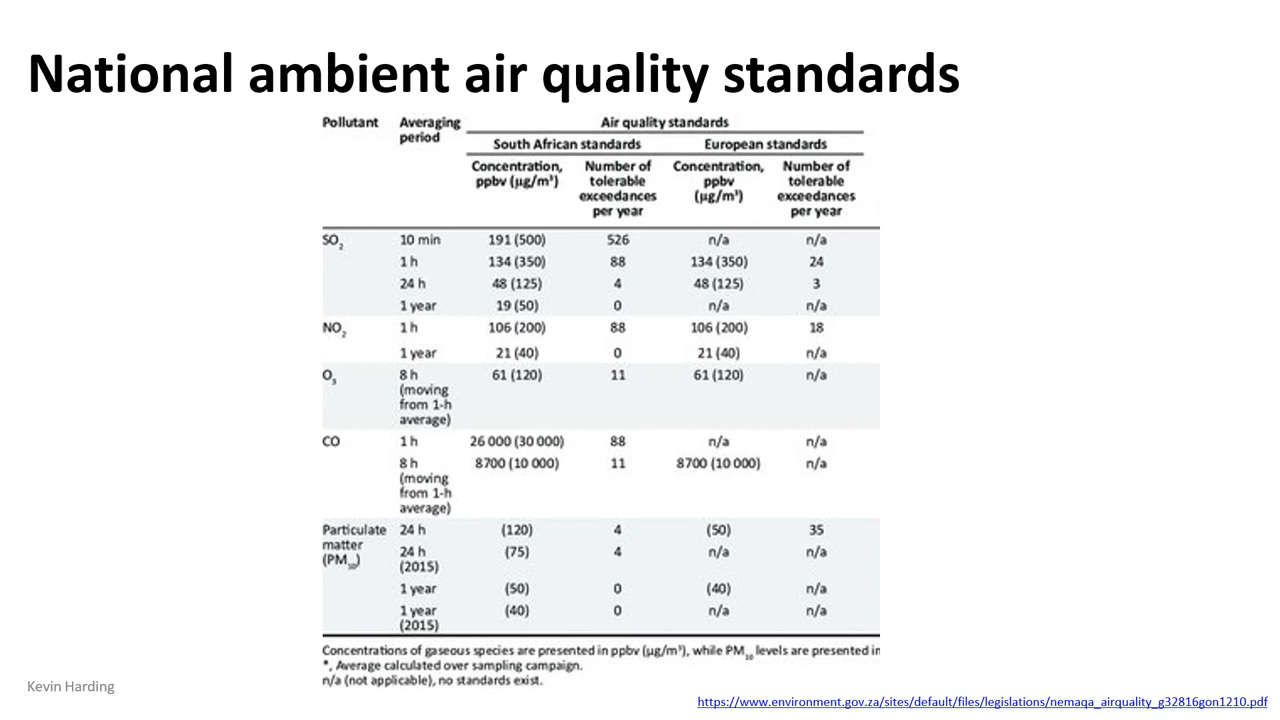 National ambient air quality standards
Pollutant Averaging period Air quality standards
South African standards European standards
Concentration, ppbv (µg/m³) Number of tolerable exceedances per year Concentration, ppbv (µg/m³) Number of tolerable exceedances per year
SO₂ 10 min 191 (500) 526 n/a n/a
1 h 134 (350) 88 134 (350) 24
24 h 48 (125) 4 48 (125) 3
1 year 19 (50) 0 n/a n/a
NO₂ 1 h 106 (200) 88 106 (200) 18
1 year 21 (40) 0 21 (40) n/a
O₃ 8 h (moving from 1-h average) 61 (120) 11 61 (120) n/a
CO 1 h 26 000 (30 000) 88 n/a n/a
8 h (moving from 1-h average) 8700 (10 000) 11 8700 (10 000) n/a
Particulate matter (PM₁₀) 24 h (120) 4 (50) 35
24 h (2015) (75) 4 n/a n/a
1 year (50) 0 (40) n/a
1 year (2015) (40) 0 n/a n/a
Concentrations of gaseous species are presented in ppbv (µg/m³), while PM₁₀ levels are presented in
*, Average calculated over sampling campaign.
n/a (not applicable), no standards exist.
Kevin Harding
https://www.environment.gov.za/sites/default/files/legislations/nemaqa_airquality_g32816gon1210.pdf